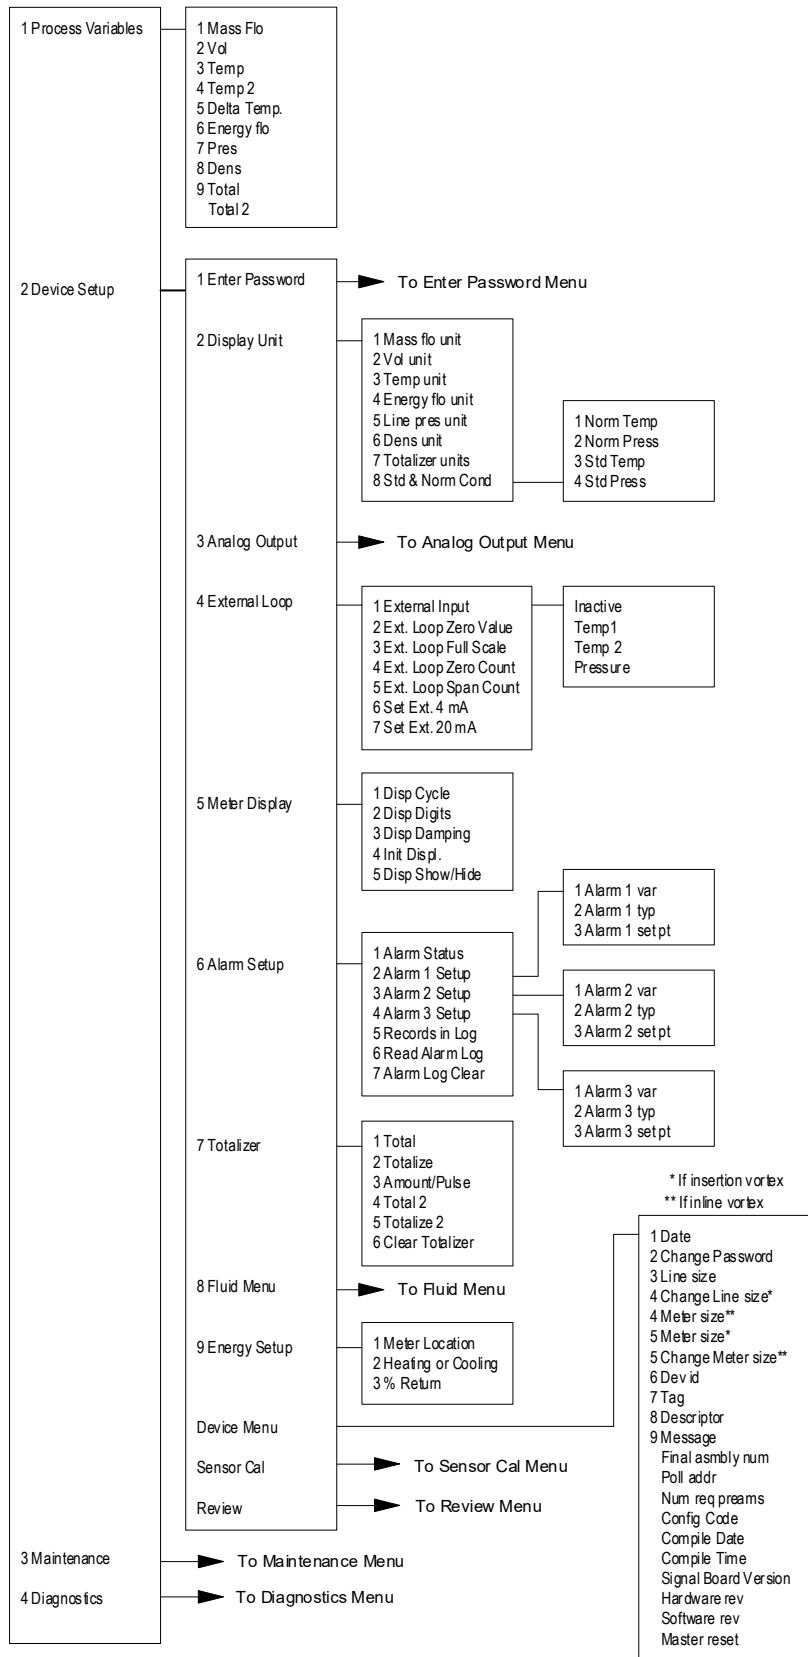 1 Process Variables
1 Mass Flo
2 Vol
3 Temp
4 Temp 2
5 Delta Temp.
6 Energy flo
7 Pres
8 Dens
9 Total
Total 2
2 Device Setup
1 Enter Password
To Enter Password Menu
2 Display Unit
1 Mass flo unit
2 Vol unit
3 Temp unit
4 Energy flo unit
5 Line pres unit
6 Dens unit
7 Totalizer units
8 Std & Norm Cond
1 Norm Temp
2 Norm Press
3 Std Temp
4 Std Press
3 Analog Output
To Analog Output Menu
4 External Loop
1 External Input
2 Ext. Loop Zero Value
3 Ext. Loop Full Scale
4 Ext. Loop Zero Count
5 Ext. Loop Span Count
6 Set Ext. 4 mA
7 Set Ext. 20 mA
Inactive
Temp1
Temp 2
Pressure
5 Meter Display
1 Disp Cycle
2 Disp Digits
3 Disp Damping
4 Init Displ.
5 Disp Show/Hide
6 Alarm Setup
1 Alarm Status
2 Alarm 1 Setup
3 Alarm 2 Setup
4 Alarm 3 Setup
5 Records in Log
6 Read Alarm Log
7 Alarm Log Clear
1 Alarm 1 var
2 Alarm 1 typ
3 Alarm 1 set pt
1 Alarm 2 var
2 Alarm 2 typ
3 Alarm 2 set pt
1 Alarm 3 var
2 Alarm 3 typ
3 Alarm 3 set pt
7 Totalizer
1 Total
2 Totalize
3 Amount/Pulse
4 Total 2
5 Totalize 2
6 Clear Totalizer
8 Fluid Menu
To Fluid Menu
9 Energy Setup
1 Meter Location
2 Heating or Cooling
3 % Return
Device Menu
* If insertion vortex
** If inline vortex
1 Date
2 Change Password
3 Line size
4 Change Line size*
4 Meter size**
5 Meter size*
5 Change Meter size**
6 Dev id
7 Tag
8 Descriptor
9 Message
Final asmbly num
Poll addr
Num req preams
Config Code
Compile Date
Compile Time
Signal Board Version
Hardware rev
Software rev
Master reset
Sensor Cal
To Sensor Cal Menu
Review
To Review Menu
3 Maintenance
To Maintenance Menu
4 Diagnostics
To Diagnostics Menu